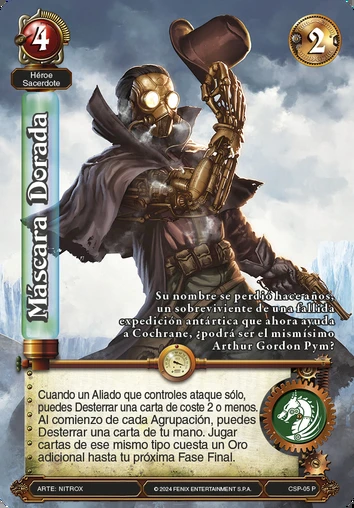 4
2
Héroe
Sacerdote
Máscara Dorada
Su nombre se perdió hace años,
un sobreviviente de una fallida
expedición antártica que ahora ayuda
a Cochrane, ¿podrá ser el mismísimo
Arthur Gordon Pym?
Cuando un Aliado que controles ataque sólo,
puedes Desterrar una carta de coste 2 o menos.
Al comienzo de cada Agrupación, puedes
Desterrar una carta de tu mano. Jugar
cartas de ese mismo tipo cuesta un Oro
adicional hasta tu próxima Fase Final.
ARTE: NITROX
© 2024 FENIX ENTERTAINMENT S.P.A.
CSP-05 P